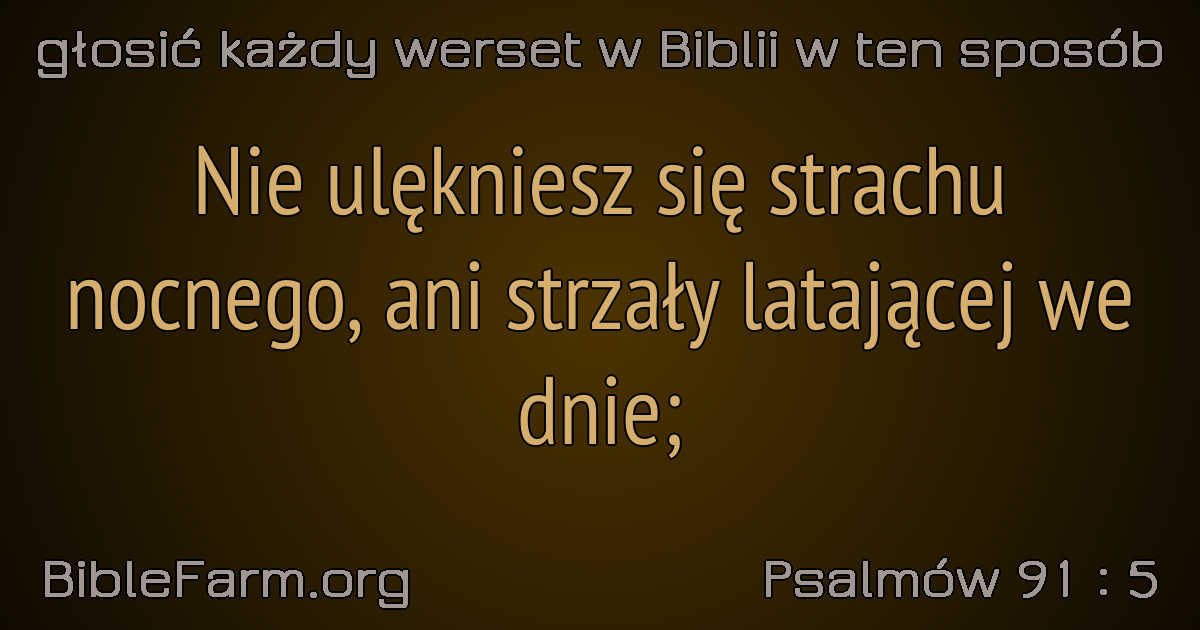 głosić każdy werset w Biblii w ten sposób
Nie ulękniesz się strachu
nocnego, ani strzały latającej we
dnie;
BibleFarm.org
Psalmów 91 : 5